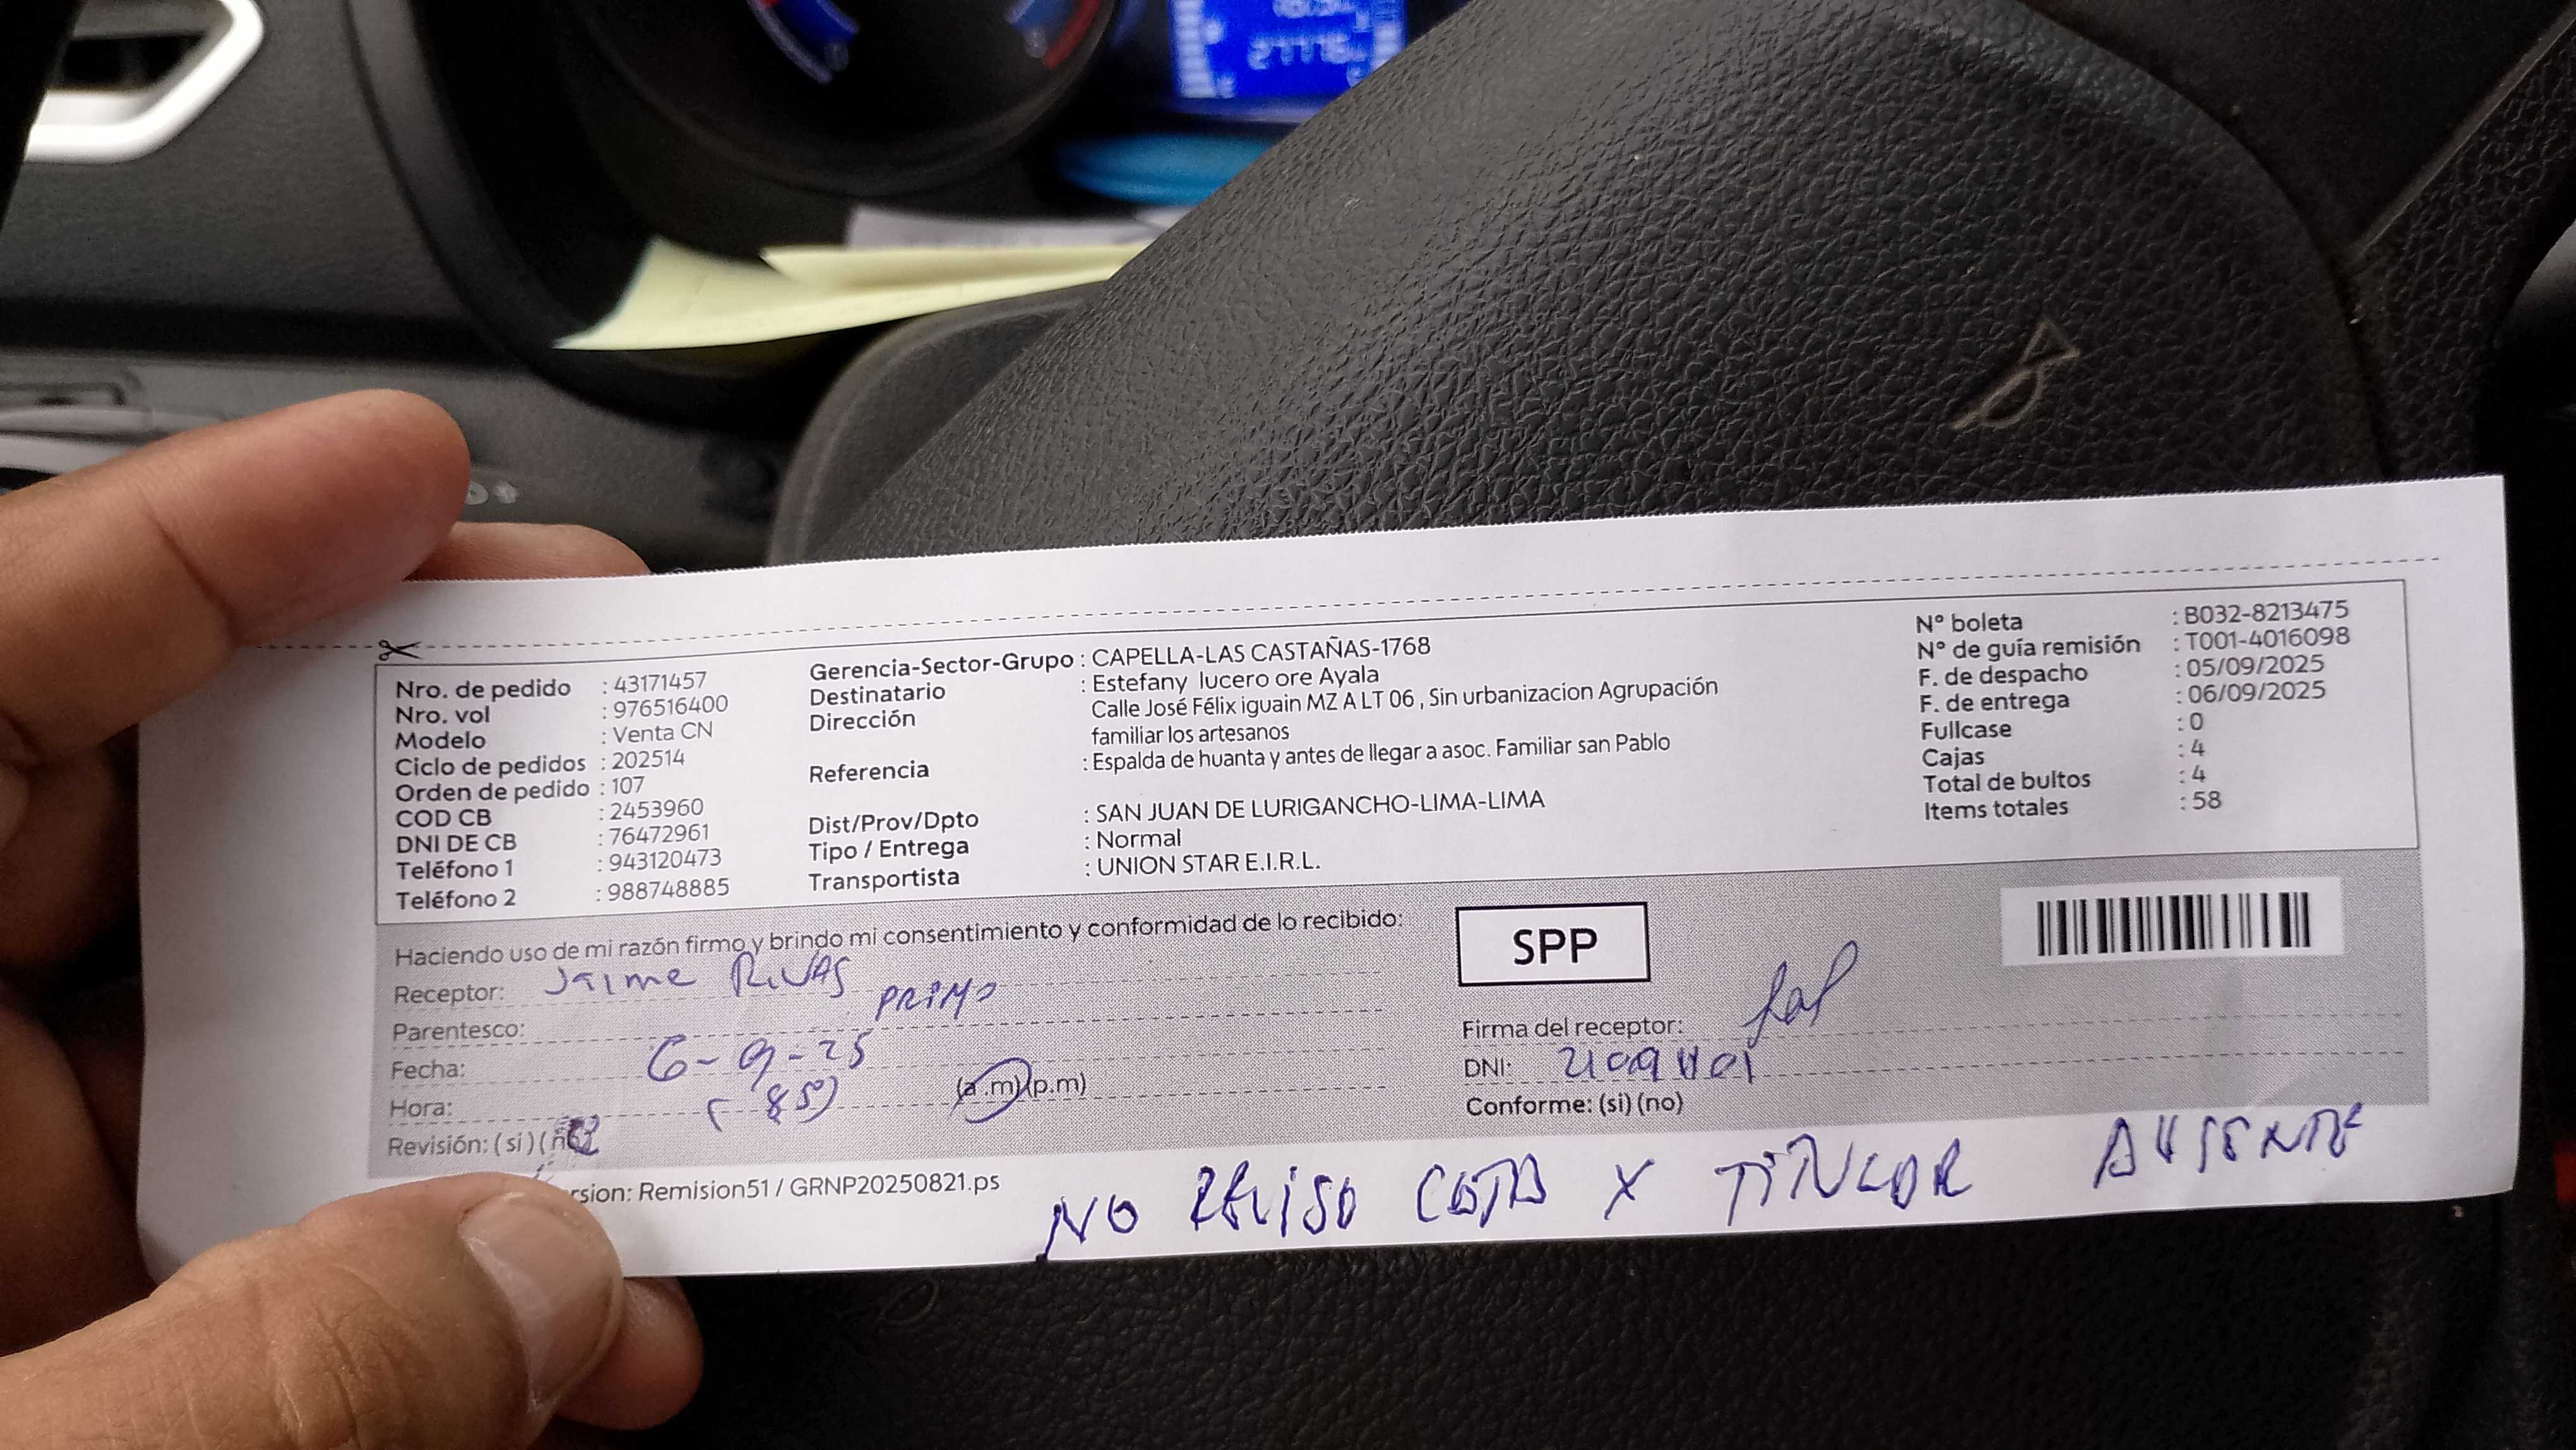 Nro. de pedido : 43171457
Nro. vol : 976516400
Modelo : Venta CN
Ciclo de pedidos : 202514
Orden de pedido : 107
COD CB : 2453960
DNI DE CB : 76472961
Teléfono 1 : 943120473
Teléfono 2 : 988748885
Gerencia-Sector-Grupo : CAPELLA-LAS CASTAÑAS-1768
Destinatario : Estefany lucero ore Ayala
Dirección Calle José Félix iguain MZ A LT 06 , Sin urbanizacion Agrupación
familiar los artesanos
Referencia : Espalda de huanta y antes de llegar a asoc. Familiar san Pablo
Dist/Prov/Dpto : SAN JUAN DE LURIGANCHO-LIMA-LIMA
Tipo / Entrega : Normal
Transportista : UNION STAR E.I.R.L.
N° boleta : B032-8213475
N° de guía remisión : T001-4016098
F. de despacho : 05/09/2025
F. de entrega : 06/09/2025
Fullcase : 0
Cajas : 4
Total de bultos : 4
Items totales : 58
Haciendo uso de mi razón firmo y brindo mi consentimiento y conformidad de lo recibido:
Receptor: Jaime RIVAS
Parentesco: PRIMO
Fecha: 6-9-25
Hora: (a.m)(p.m)
Revisión: (si)
SPP
Firma del receptor:
DNI:
Conforme: (si) (no)
rsion: Remision51 / GRNP20250821.ps
NO REVISO X TITULAR AUSENTE